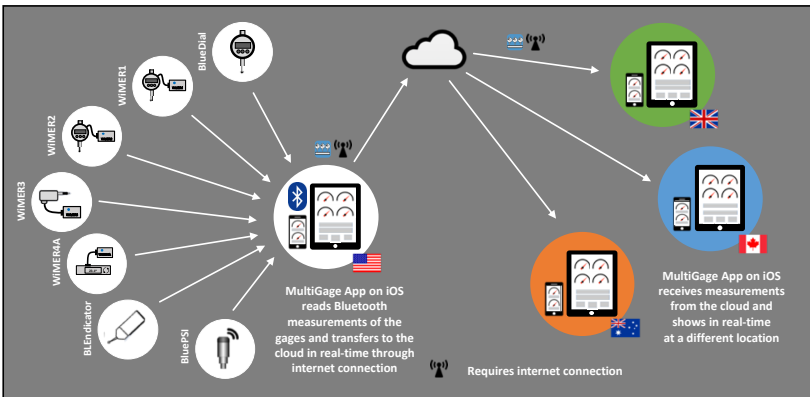 BlueDial
WiMER1
WiMER2
WiMER3
WiMER4A
BLEndicator
BluePSI
MultiGage App on iOS
reads Bluetooth
measurements of the
gages and transfers to the
cloud in real-time through
internet connection
MultiGage App on iOS
receives measurements
from the cloud and
shows in real-time
at a different location
Requires internet connection